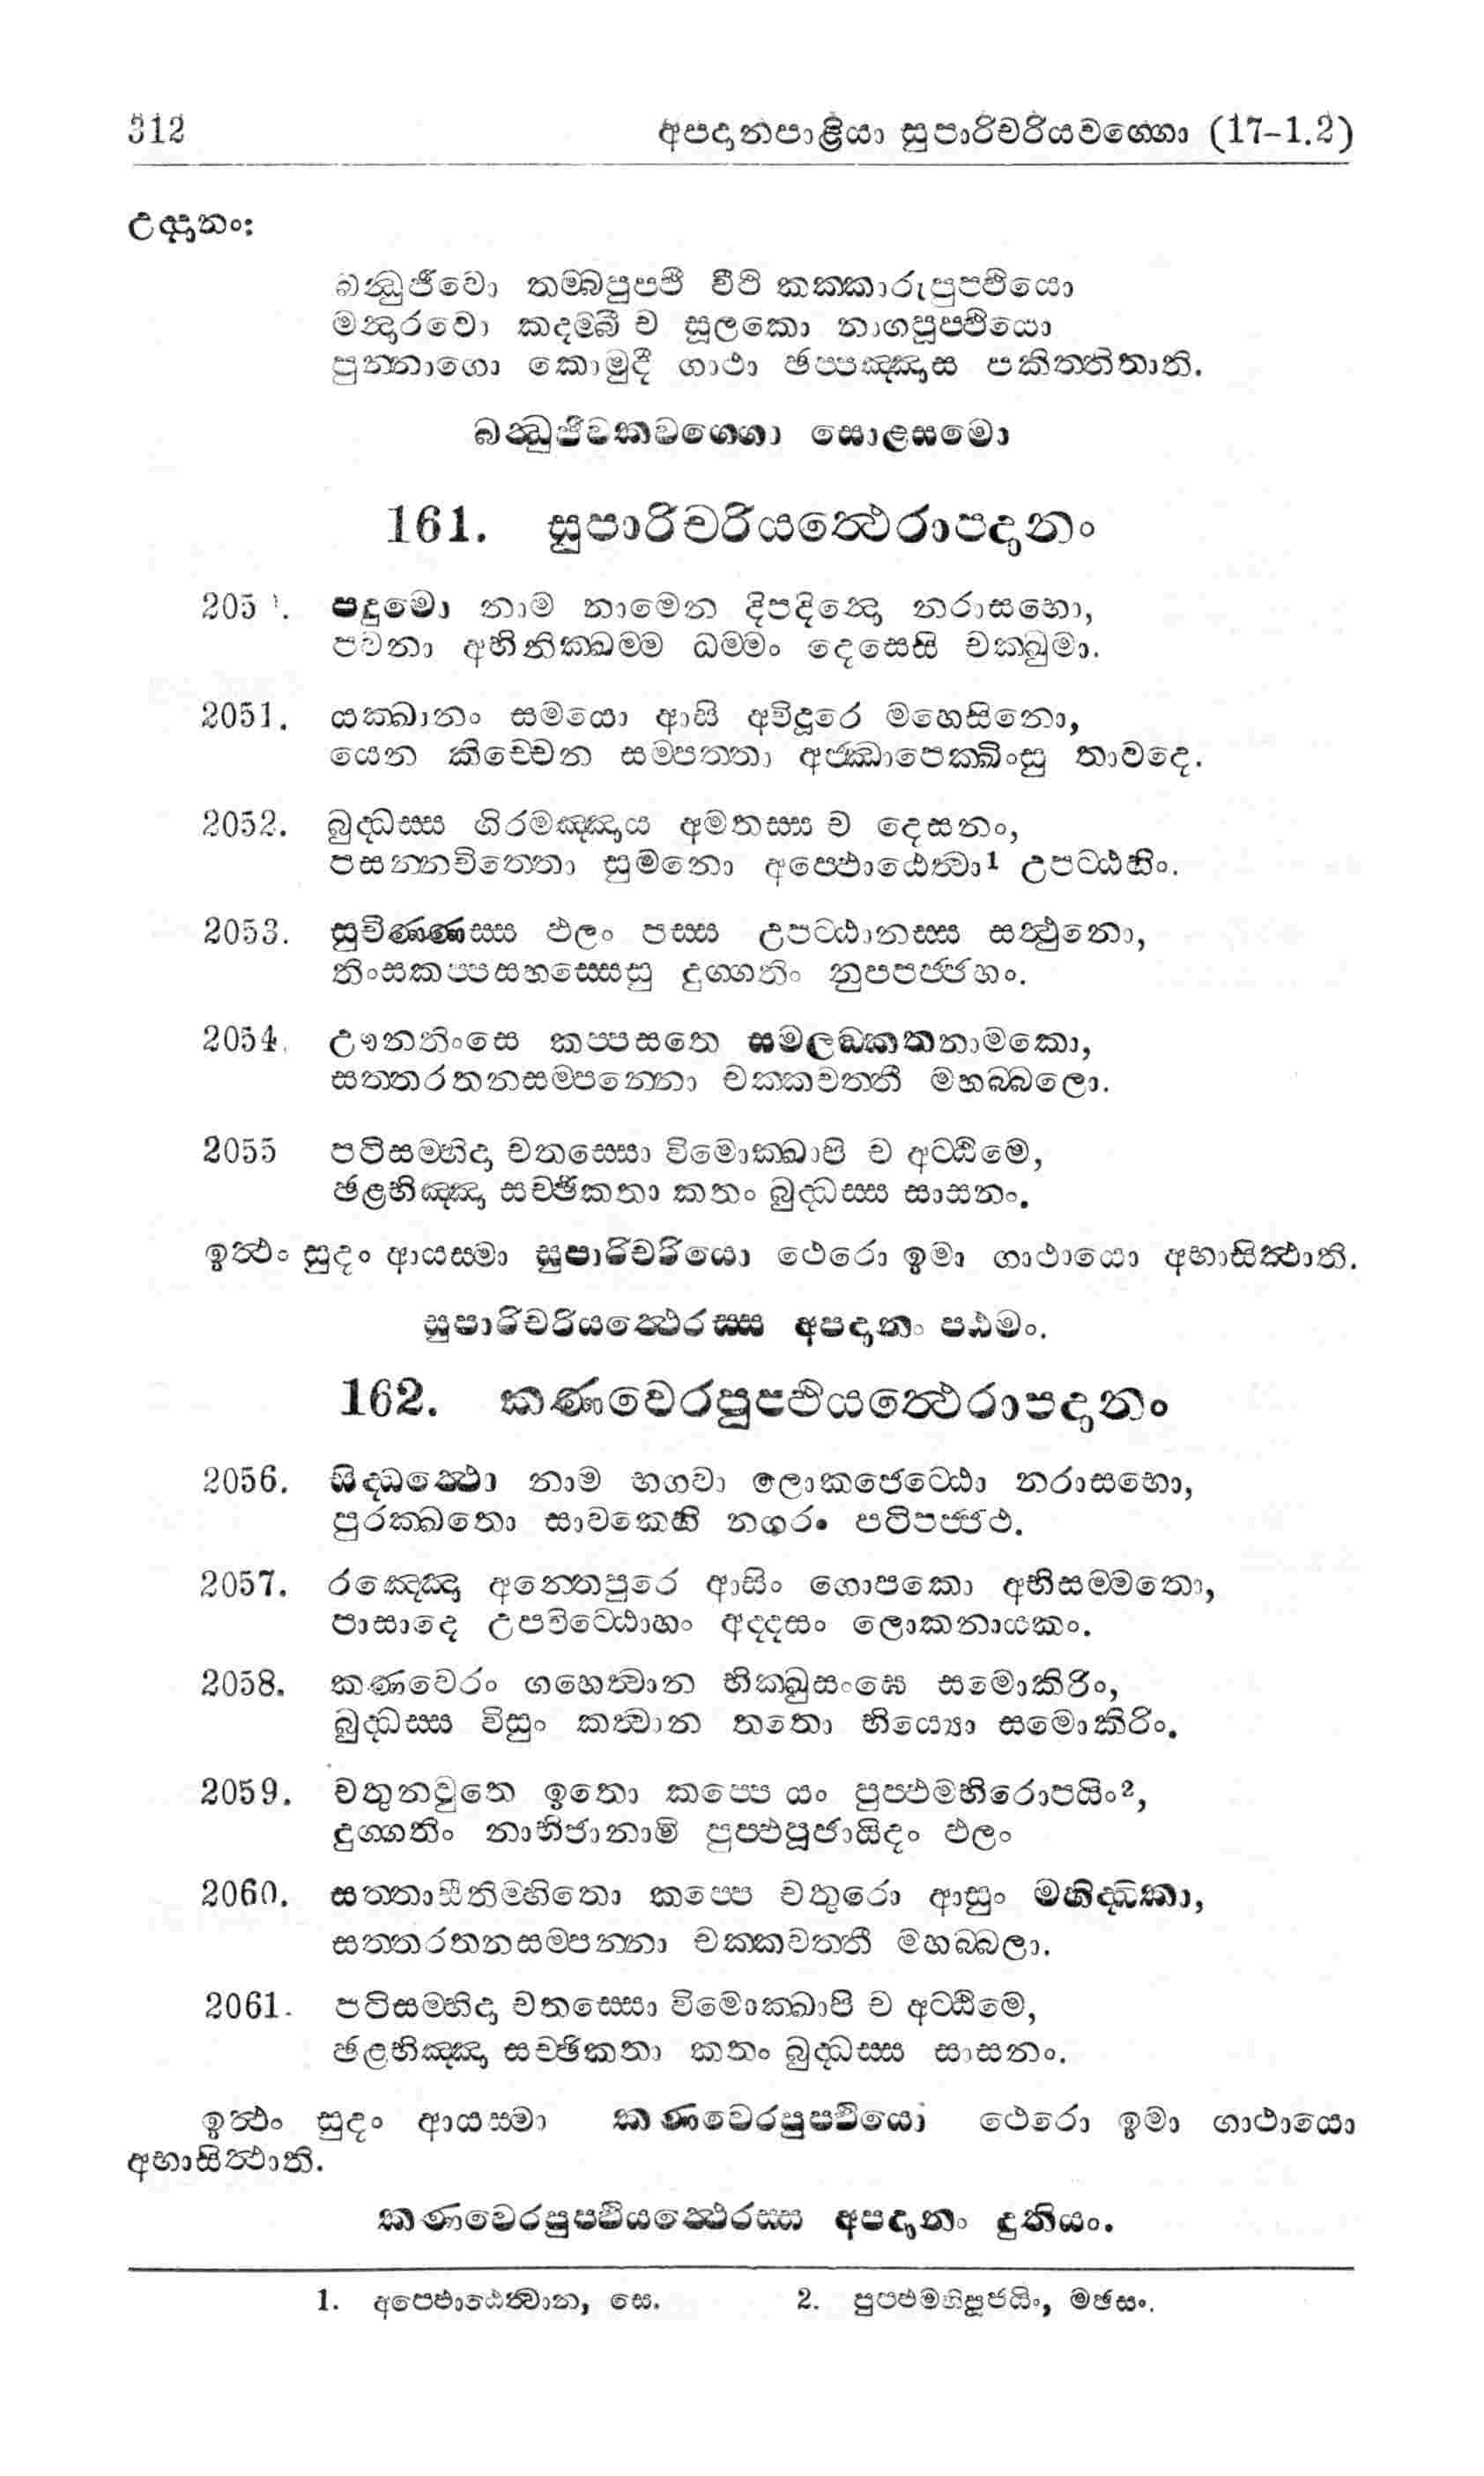 312 අපදානපාළියා සුපාරිචරියවග්ගො (17-1.2)
උද්දානං:
බන්ධුජීවො තම්බපුප්ඵී වීථි කක්කාරුපුප්ඵියො
මන්දාරවො කදම්බී ච සූලකො නාගපුප්ඵියො
පුන්නාගො කොමුදී ගාථා ඡප්පඤ්ඤාස පකිත්තිතාති.
බන්ධුජීවකවග්ගො සොළසමො
161. සුපාරිචරියත්ථෙරාපදානං
205 . පදුමො නාම නාමෙන ද්විපදින්දො නරාසභො,
පවනා අභිනික්ඛම්ම ධම්මං දෙසෙසි චක්ඛුමා.
2051. යක්ඛානං සමයො ආසි අවිදූරෙ මහෙසිනො,
යෙන කිච්චෙන සම්පත්තා අජ්ඣාපෙක්ඛිංසු තාවදෙ.
2052. බුද්ධස්ස ගිරමඤ්ඤාය අමතස්ස ච දෙසනං,
පසන්නචිත්තො සුමනො අප්ඵොඨෙත්වා1 උපට්ඨහිං.
2053. සුචිණ්ණස්ස ඵලං පස්ස උපට්ඨානස්ස සත්ථුනො,
තිංසකප්පසහස්සෙසු දුග්ගතිං නුපපජ්ජහං.
2054. ඌනතිංසෙ කප්පසතෙ සමලඞ්කතනාමකො,
සත්තරතනසම්පන්නො චක්කවත්තී මහබ්බලො.
2055 පටිසම්භිදා චතස්සො විමොක්ඛාපි ච අට්ඨිමෙ,
ඡළභිඤ්ඤා සච්ඡිකතා කතං බුද්ධස්ස සාසනං.
ඉත්ථං සුදං ආයස්මා සුපාරිචරියො ථෙරො ඉමා ගාථායො අභාසිත්ථාති.
සුපාරිචරියත්ථෙරස්ස අපදානං පඨමං.
162. කණවෙරපුප්ඵියත්ථෙරාපදානං
2056. සිද්ධත්ථො නාම භගවා ලොකජෙට්ඨො නරාසභො,
පුරක්ඛතො සාවකෙහි නගරං පටිපජ්ජථ.
2057. රඤ්ඤො අන්තෙපුරෙ ආසිං ගොපකො අභිසම්මතො,
පාසාදෙ උපවිට්ඨොහං අද්දසං ලොකනායකං.
2058. කණවෙරං ගහෙත්වාන භික්ඛුසංඝෙ සමොකිරිං,
බුද්ධස්ස විසුං කත්වාන තතො භිය්‍යො සමොකිරිං.
2059. චතුනවුතෙ ඉතො කප්පෙ යං පුප්ඵමභිරොපයිං2,
දුග්ගතිං නාභිජානාමි පුප්ඵපූජායිදං ඵලං
2060. සත්තාසීතිම්හිතො කප්පෙ චතුරො ආසුං මහිද්ධිකා,
සත්තරතනසම්පන්නා චක්කවත්තී මහබ්බලා.
2061. පටිසම්භිදා චතස්සො විමොක්ඛාපි ච අට්ඨිමෙ,
ඡළභිඤ්ඤා සච්ඡිකතා කතං බුද්ධස්ස සාසනං.
ඉත්ථං සුදං ආයස්මා කණවෙරපුප්ඵියො ථෙරො ඉමා ගාථායො
අභාසිත්ථාති.
කණවෙරපුප්ඵියත්ථෙරස්ස අපදානං දුතියං.
1. අප්ඵොඨෙත්වාන, සෙ. 2. පුප්ඵමභිපූජයිං, මඡසං.